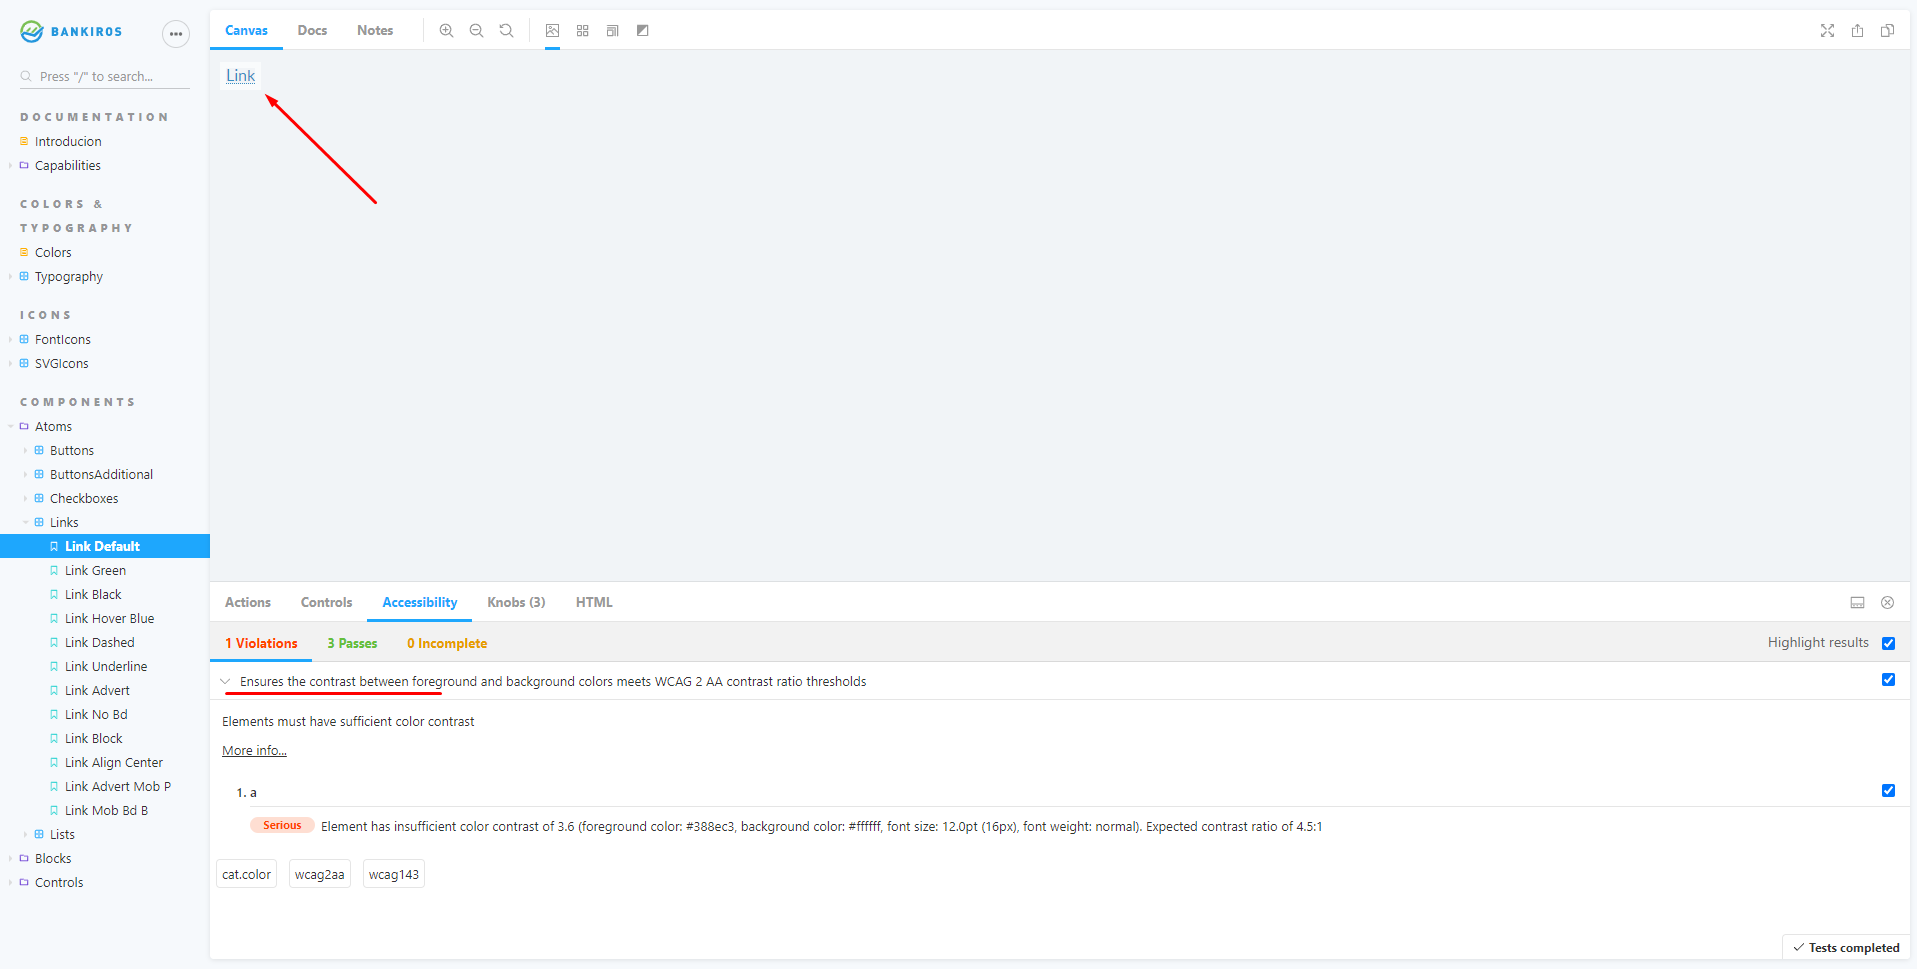 BANKIROS
Press "/" to search...
DOCUMENTATION
Introducion
Capabilities
COLORS &
TYPOGRAPHY
Colors
Typography
ICONS
FontIcons
SVGIcons
COMPONENTS
Atoms
Buttons
ButtonsAdditional
Checkboxes
Links
Link Default
Link Green
Link Black
Link Hover Blue
Link Dashed
Link Underline
Link Advert
Link No Bd
Link Block
Link Align Center
Link Advert Mob P
Link Mob Bd B
Lists
Blocks
Controls
Canvas Docs Notes
Link
Actions Controls Accessibility Knobs (3) HTML
1 Violations 3 Passes 0 Incomplete Highlight results
Ensures the contrast between foreground and background colors meets WCAG 2 AA contrast ratio thresholds
Elements must have sufficient color contrast
More info...
1. a
Serious Element has insufficient color contrast of 3.6 (foreground color: #388ec3, background color: #ffffff, font size: 12.0pt (16px), font weight: normal). Expected contrast ratio of 4.5:1
cat.color wcag2aa wcag143
Tests completed